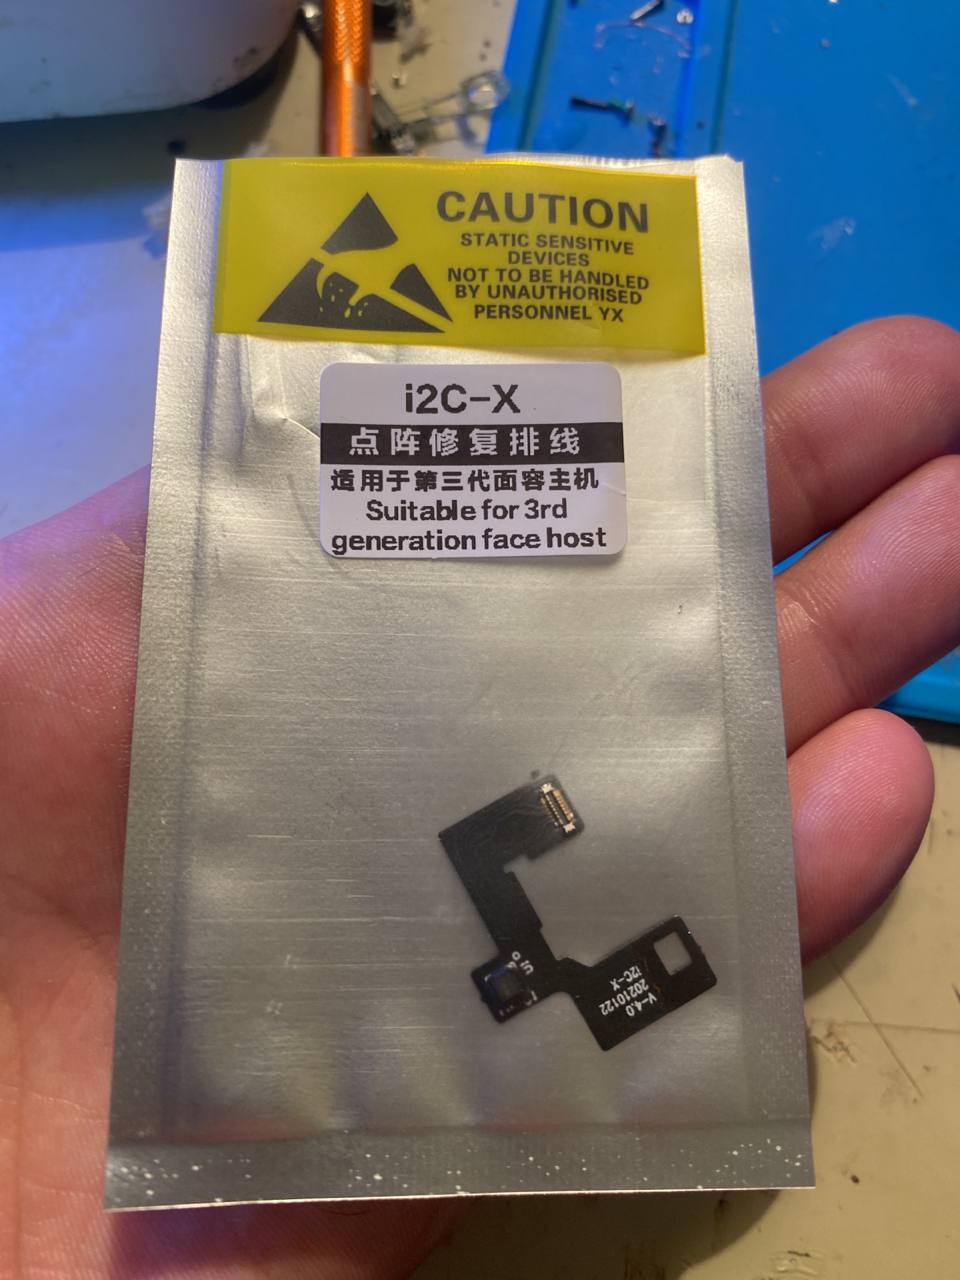 CAUTION
STATIC SENSITIVE
DEVICES
NOT TO BE HANDLED
BY UNAUTHORISED
PERSONNEL YX
i2C-X
点阵修复排线
适用于第三代面容主机
Suitable for 3rd
generation face host
V-4.0
20210122
i2C-X